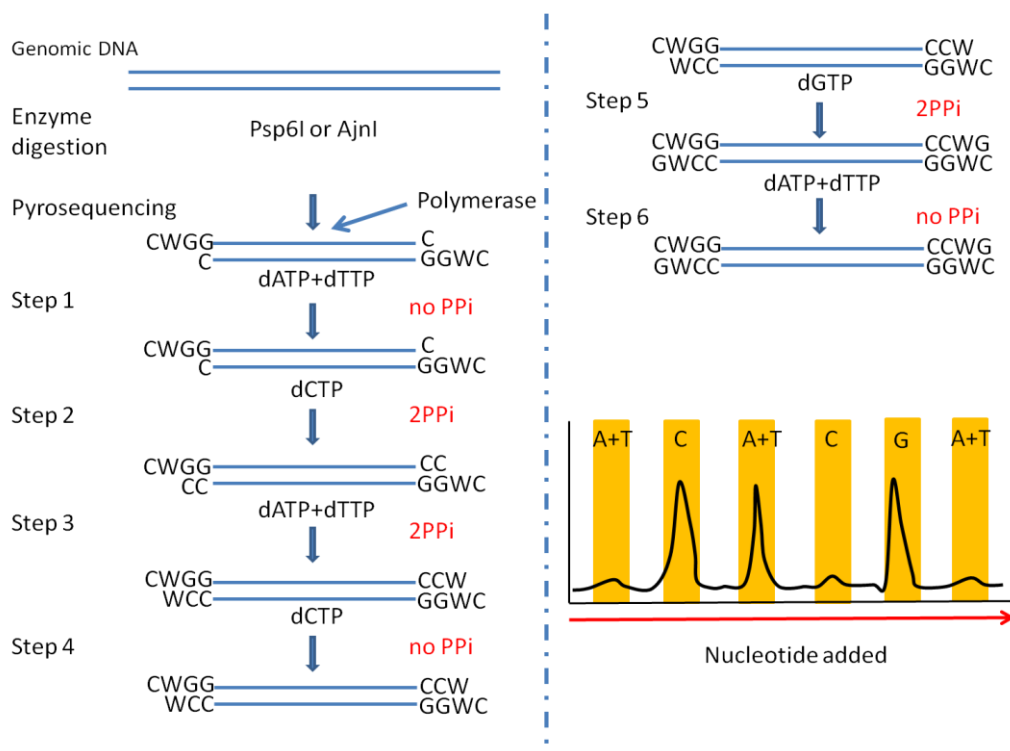 Genomic DNA
Enzyme
digestion
Psp6I or AjnI
Pyrosequencing
Polymerase
CWGG C
C GGWC
dATP+dTTP
Step 1
no PPi
CWGG C
C GGWC
dCTP
Step 2
2PPi
CWGG CC
CC GGWC
dATP+dTTP
Step 3
2PPi
CWGG CCW
WCC GGWC
dCTP
Step 4
no PPi
CWGG CCW
WCC GGWC
CWGG CCW
WCC GGWC
dGTP
Step 5
2PPi
CWGG CCWG
GWCC GGWC
dATP+dTTP
Step 6
no PPi
CWGG CCWG
GWCC GGWC
A+T C A+T C G A+T
Nucleotide added